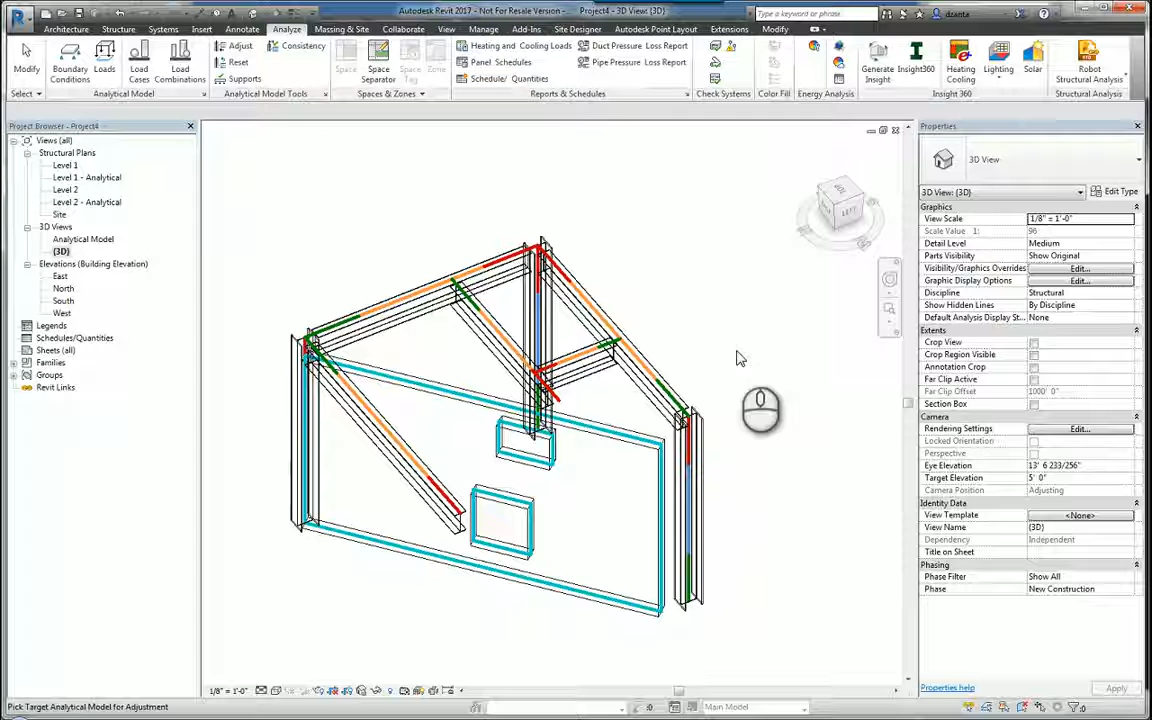 Autodesk Revit 2017 - Not For Resale Version - Project4 - 3D View: {3D}
Type a keyword or phrase
dzanta
Architecture Structure Systems Insert Annotate Analyze Massing & Site Collaborate View Manage Add-Ins Site Designer Autodesk Point Layout Extensions Modify
Modify
Boundary Conditions
Loads
Load Cases
Load Combinations
Adjust
Reset
Supports
Consistency
Space
Space Separator
Space Tag
Zone
Heating and Cooling Loads
Panel Schedules
Schedule/ Quantities
Duct Pressure Loss Report
Pipe Pressure Loss Report
Generate Insight
Insight360
Heating Cooling
Lighting
Solar
Robot Structural Analysis
Select
Analytical Model
Analytical Model Tools
Spaces & Zones
Reports & Schedules
Check Systems
Color Fill
Energy Analysis
Insight 360
Structural Analysis
Project Browser - Project4
Views (all)
Structural Plans
Level 1
Level 1 - Analytical
Level 2
Level 2 - Analytical
Site
3D Views
Analytical Model
{3D}
Elevations (Building Elevation)
East
North
South
West
Legends
Schedules/Quantities
Sheets (all)
Families
Groups
Revit Links
TOP
LEFT
Properties
3D View
3D View: {3D}
Edit Type
Graphics
View Scale 1/8" = 1'-0"
Scale Value 1: 96
Detail Level Medium
Parts Visibility Show Original
Visibility/Graphics Overrides Edit...
Graphic Display Options Edit...
Discipline Structural
Show Hidden Lines By Discipline
Default Analysis Display St... None
Extents
Crop View
Crop Region Visible
Annotation Crop
Far Clip Active
Far Clip Offset 1000' 0"
Section Box
Camera
Rendering Settings Edit...
Locked Orientation
Perspective
Eye Elevation 13' 6 233/256"
Target Elevation 5' 0"
Camera Position Adjusting
Identity Data
View Template <None>
View Name {3D}
Dependency Independent
Title on Sheet
Phasing
Phase Filter Show All
Phase New Construction
Properties help
Apply
1/8" = 1'-0"
Pick Target Analytical Model for Adjustment
:0
Main Model
:0